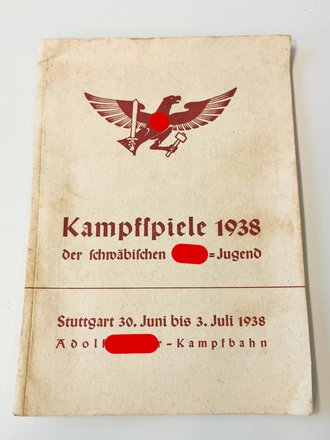 Kampfspiele 1938
der schwäbischen =Jugend
Stuttgart 30. Juni bis 3. Juli 1938
Adolf r-Kampfbahn